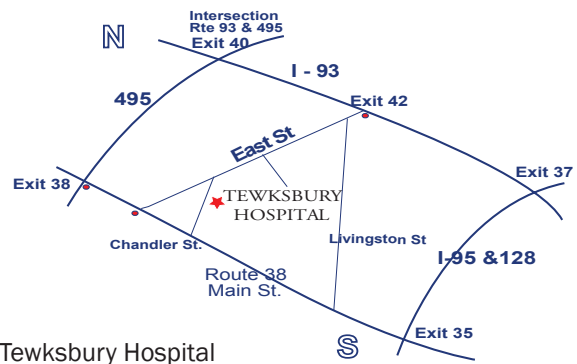 Intersection
Rte 93 & 495
Exit 40
N
I - 93
495
Exit 42
East St
Exit 37
Exit 38
TEWKSBURY
HOSPITAL
Chandler St.
Livingston St
I-95 &128
Route 38
Main St.
Exit 35
S
Tewksbury Hospital